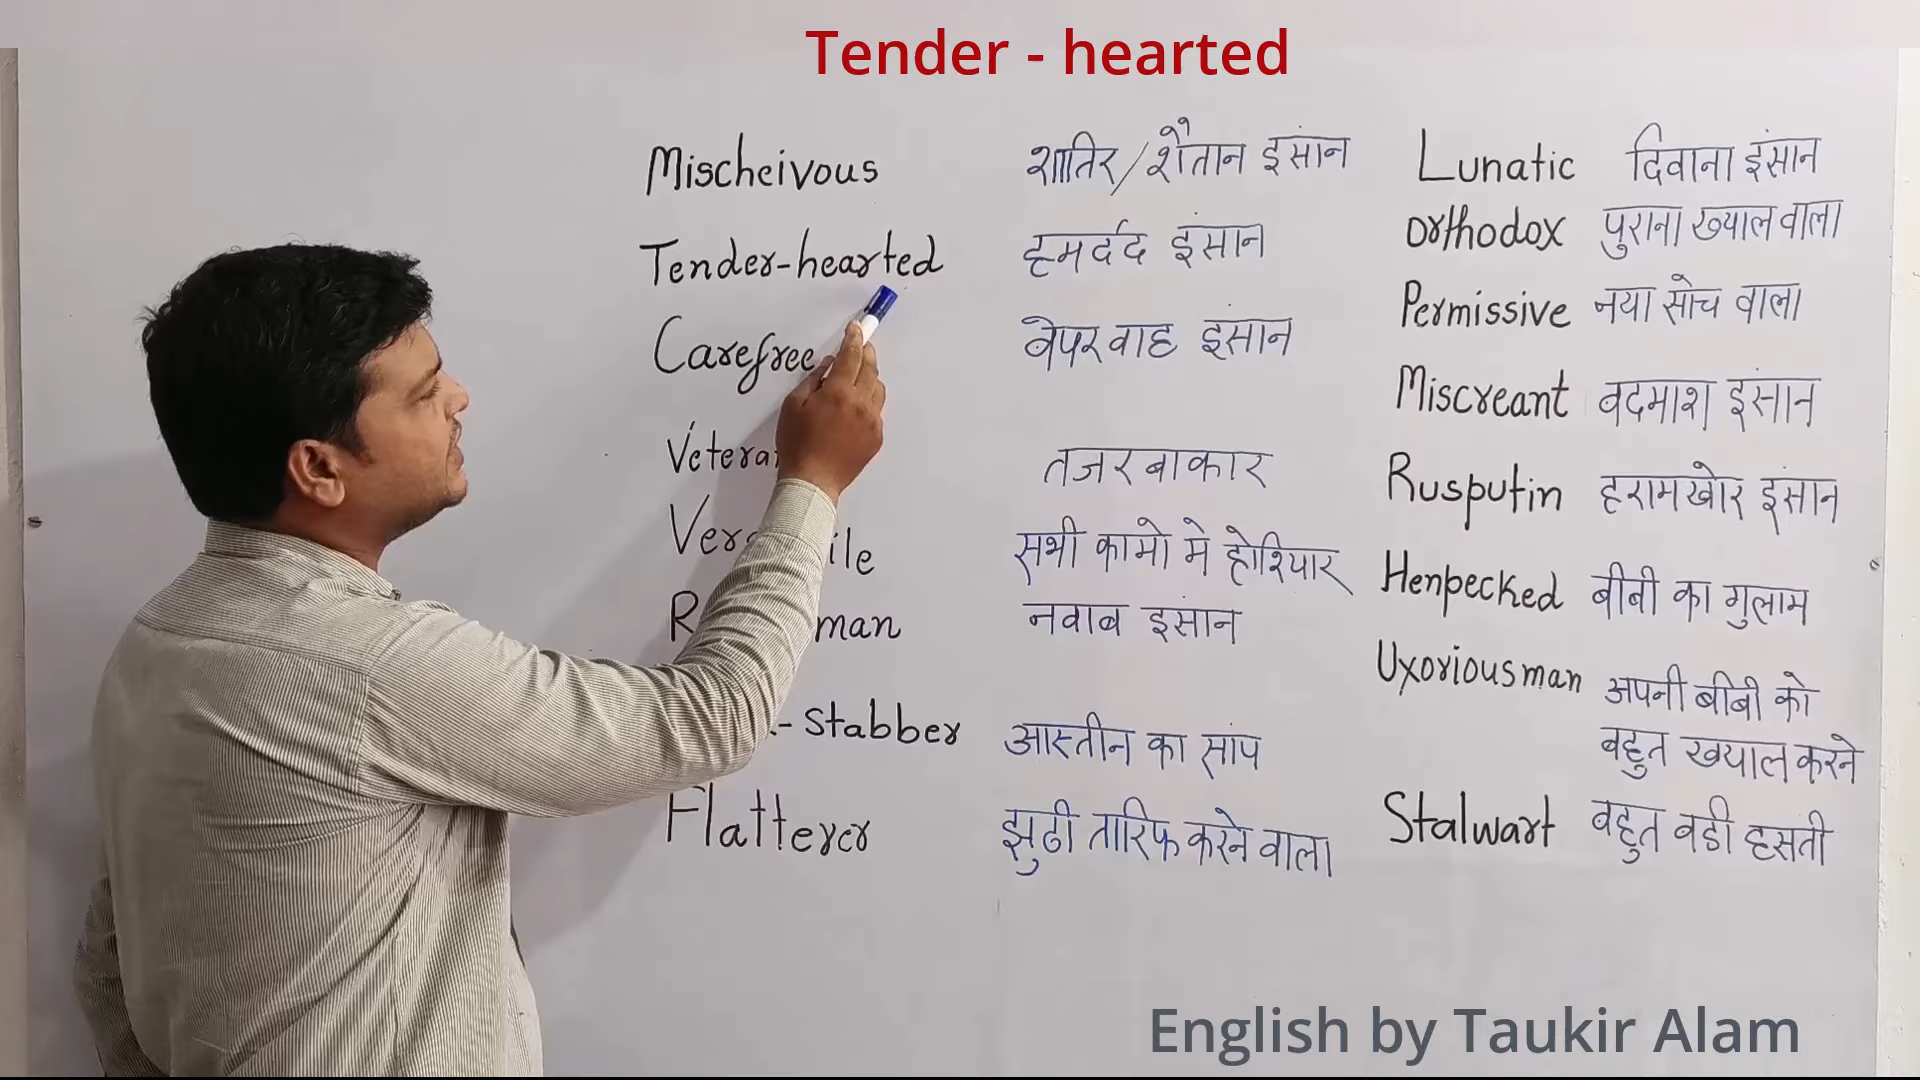 Tender - hearted
Mischeivous शातिर/शैतान इंसान
Tender-hearted हमदर्द इंसान
Carefree बेपरवाह इंसान
तजरबाकार
सभी कामो मे होशियार
man नवाब इंसान
- Stabber आस्तीन का सांप
Flatterer झुठी तारिफ करने वाला
Lunatic दिवाना इंसान
Orthodox पुराना ख्याल वाला
Permissive नया सोच वाला
Miscreant बदमाश इंसान
Rusputin हरामखोर इंसान
Henpecked बीबी का गुलाम
Uxorious man अपनी बीबी को
बहुत खयाल करने
Stalwart बहुत बडी हसती
English by Taukir Alam